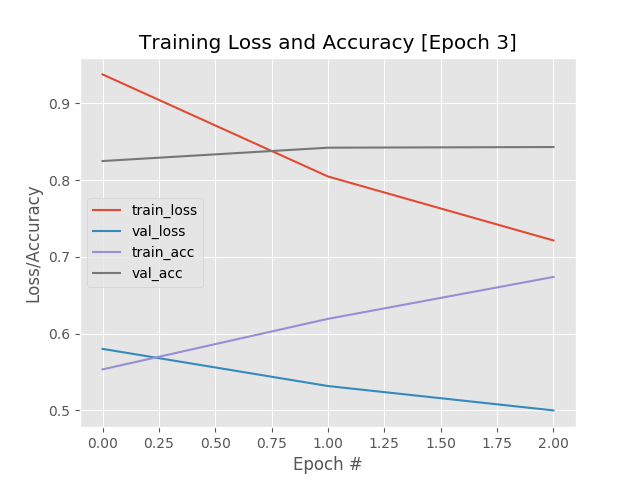 Training Loss and Accuracy [Epoch 3]
Loss/Accuracy
0.9
0.8
0.7
0.6
0.5
train_loss
val_loss
train_acc
val_acc
0.00 0.25 0.50 0.75 1.00 1.25 1.50 1.75 2.00
Epoch #